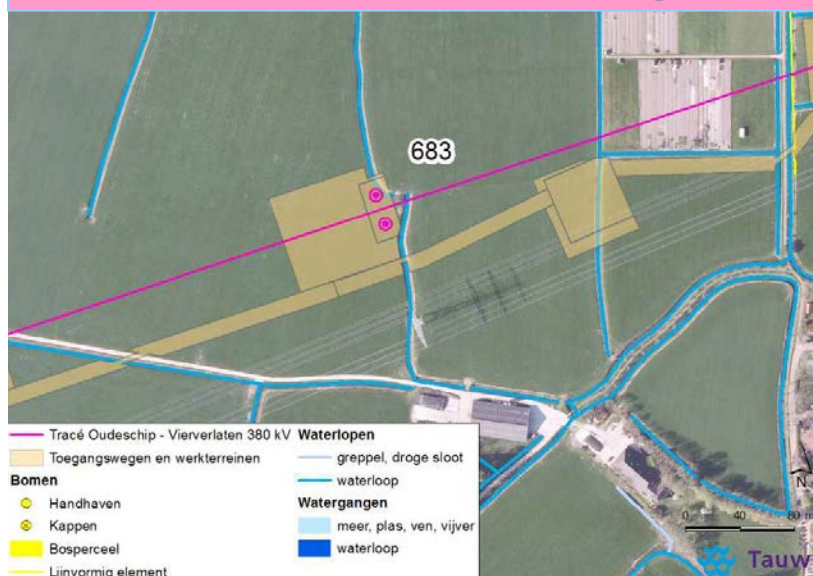 683
Tracé Oudeschip - Vierverlaten 380 kV
Toegangswegen en werkterreinen
Bomen
Handhaven
Kappen
Bosperceel
Lijnvormig element
Waterlopen
greppel, droge sloot
waterloop
Watergangen
meer, plas, ven, vijver
waterloop
N
0 40 80 m
Tauw